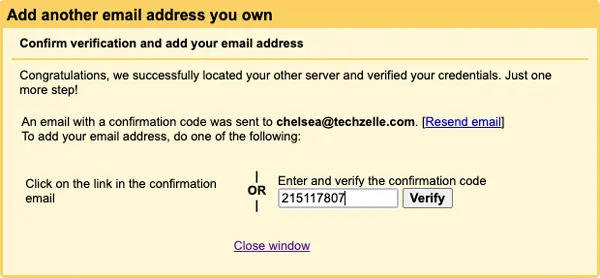 Add another email address you own
Confirm verification and add your email address
Congratulations, we successfully located your other server and verified your credentials. Just one
more step!
An email with a confirmation code was sent to chelsea@techzelle.com. [Resend email]
To add your email address, do one of the following:
Click on the link in the confirmation
email
|
OR
|
Enter and verify the confirmation code
215117807 Verify
Close window